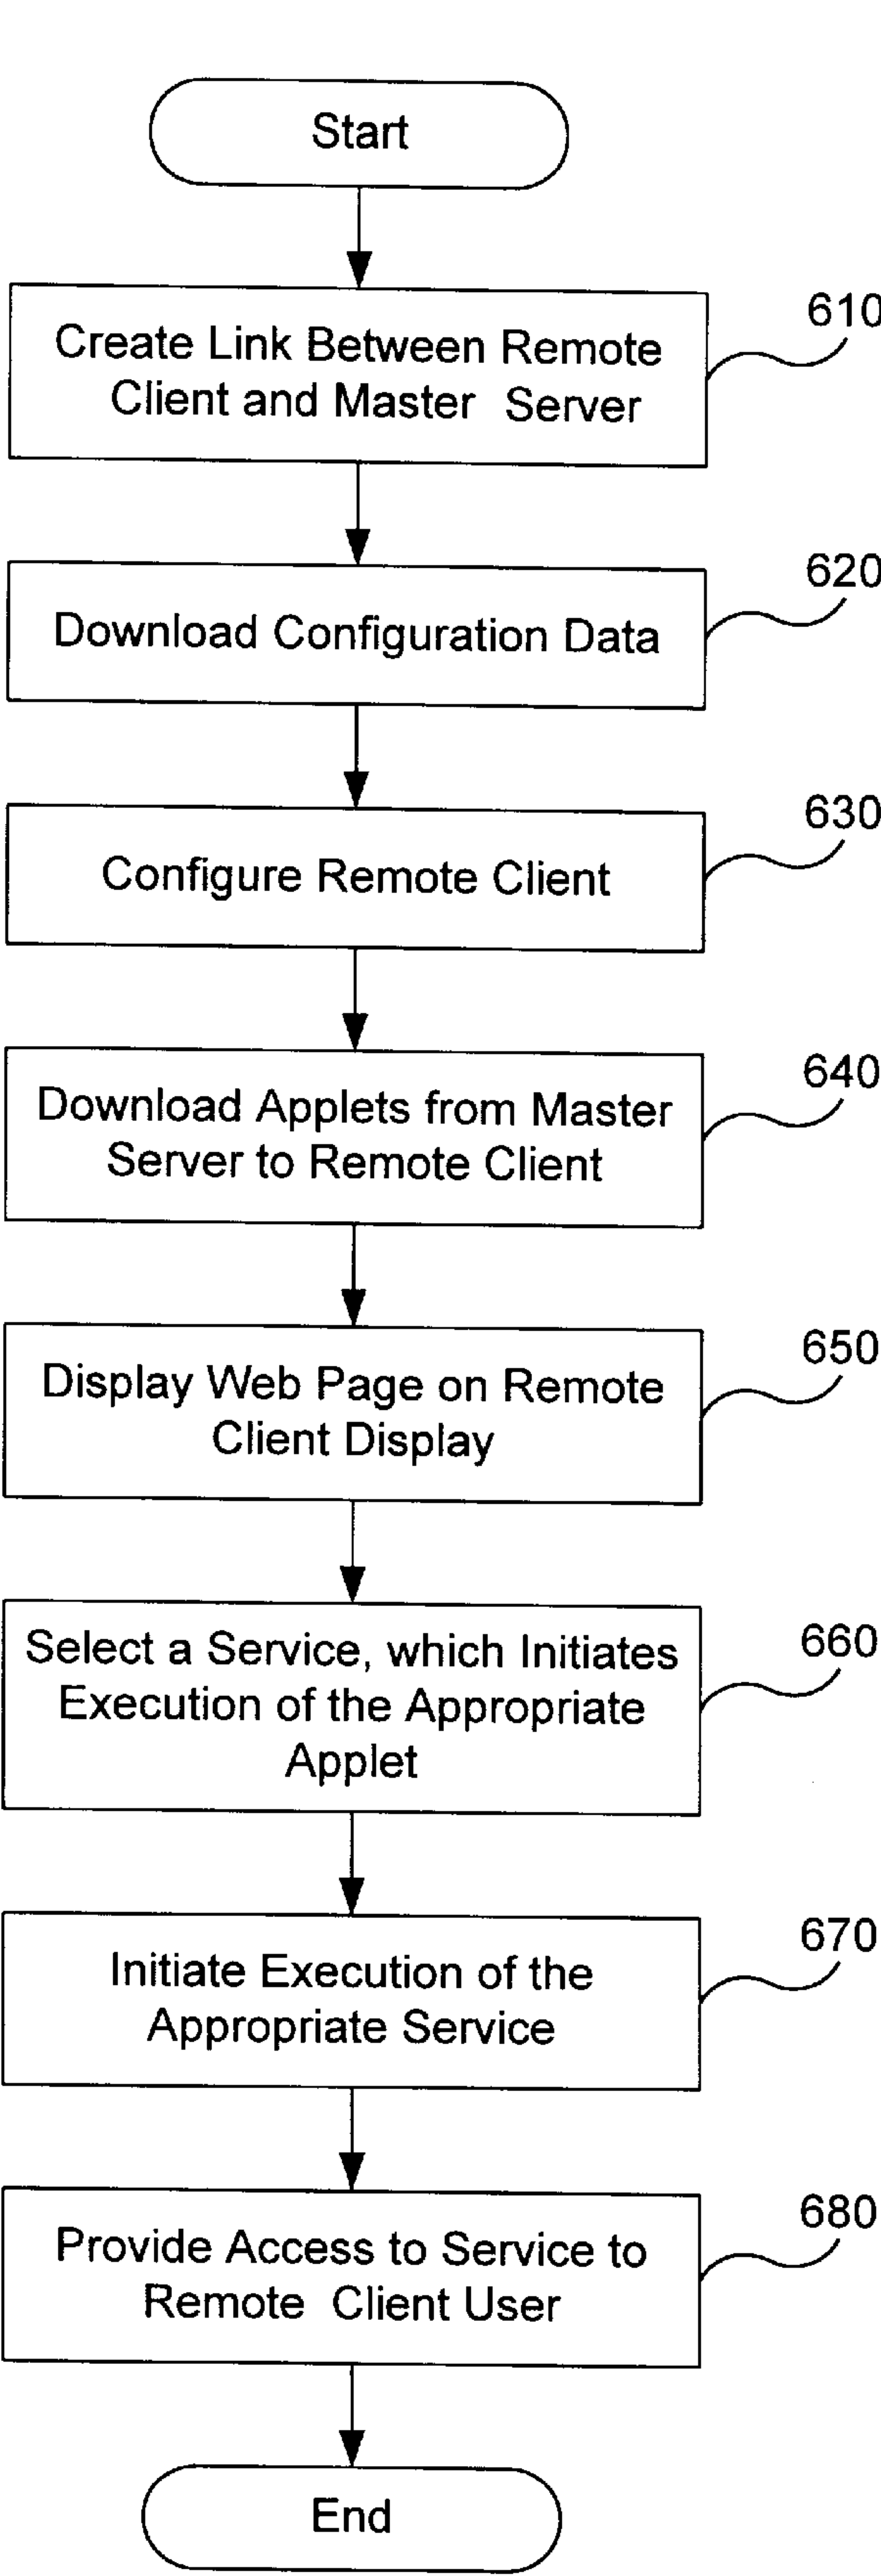 Start
610
Create Link Between Remote
Client and Master Server
620
Download Configuration Data
630
Configure Remote Client
640
Download Applets from Master
Server to Remote Client
650
Display Web Page on Remote
Client Display
660
Select a Service, which Initiates
Execution of the Appropriate
Applet
670
Initiate Execution of the
Appropriate Service
680
Provide Access to Service to
Remote Client User
End